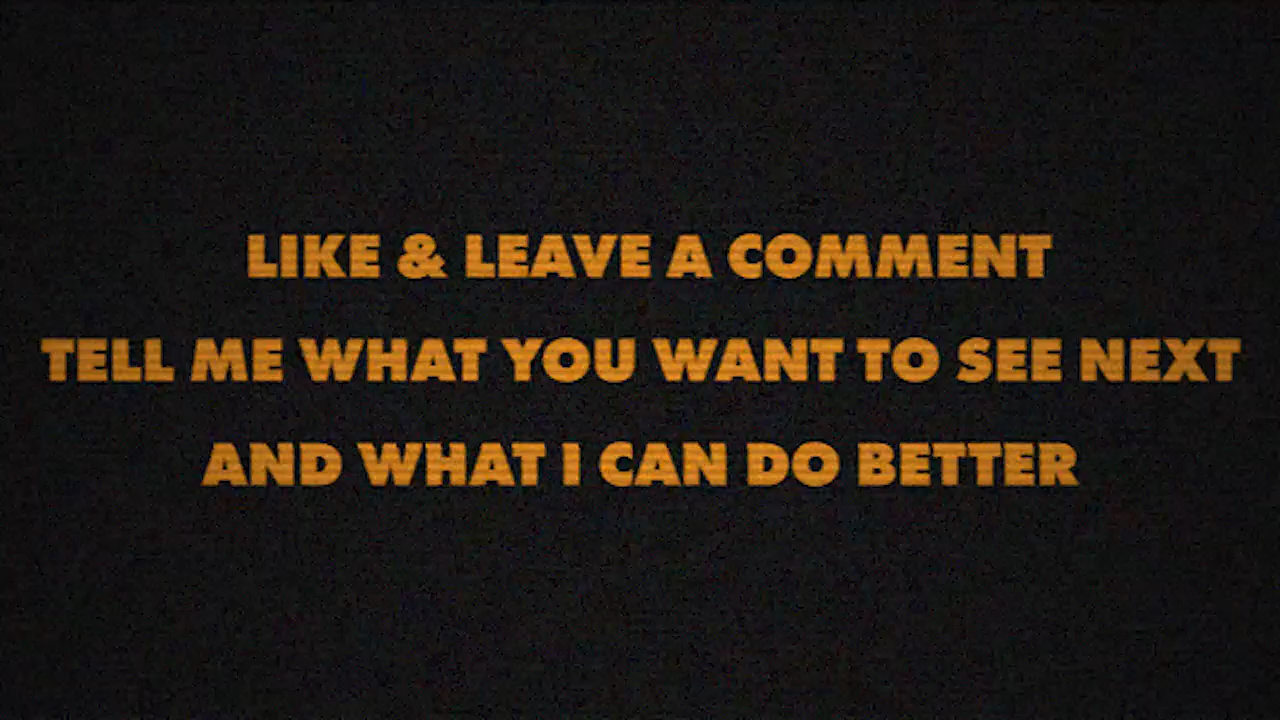 LIKE & LEAVE A COMMENT
TELL ME WHAT YOU WANT TO SEE NEXT
AND WHAT I CAN DO BETTER